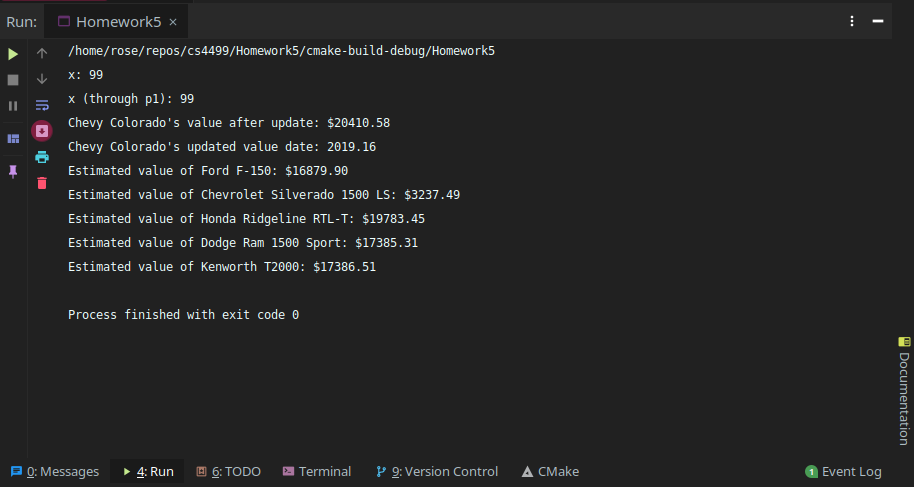 Run: Homework5 ×
/home/rose/repos/cs4499/Homework5/cmake-build-debug/Homework5
x: 99
x (through p1): 99
Chevy Colorado's value after update: $20410.58
Chevy Colorado's updated value date: 2019.16
Estimated value of Ford F-150: $16879.90
Estimated value of Chevrolet Silverado 1500 LS: $3237.49
Estimated value of Honda Ridgeline RTL-T: $19783.45
Estimated value of Dodge Ram 1500 Sport: $17385.31
Estimated value of Kenworth T2000: $17386.51
Process finished with exit code 0
Documentation
0: Messages 4: Run 6: TODO Terminal 9: Version Control CMake 1 Event Log